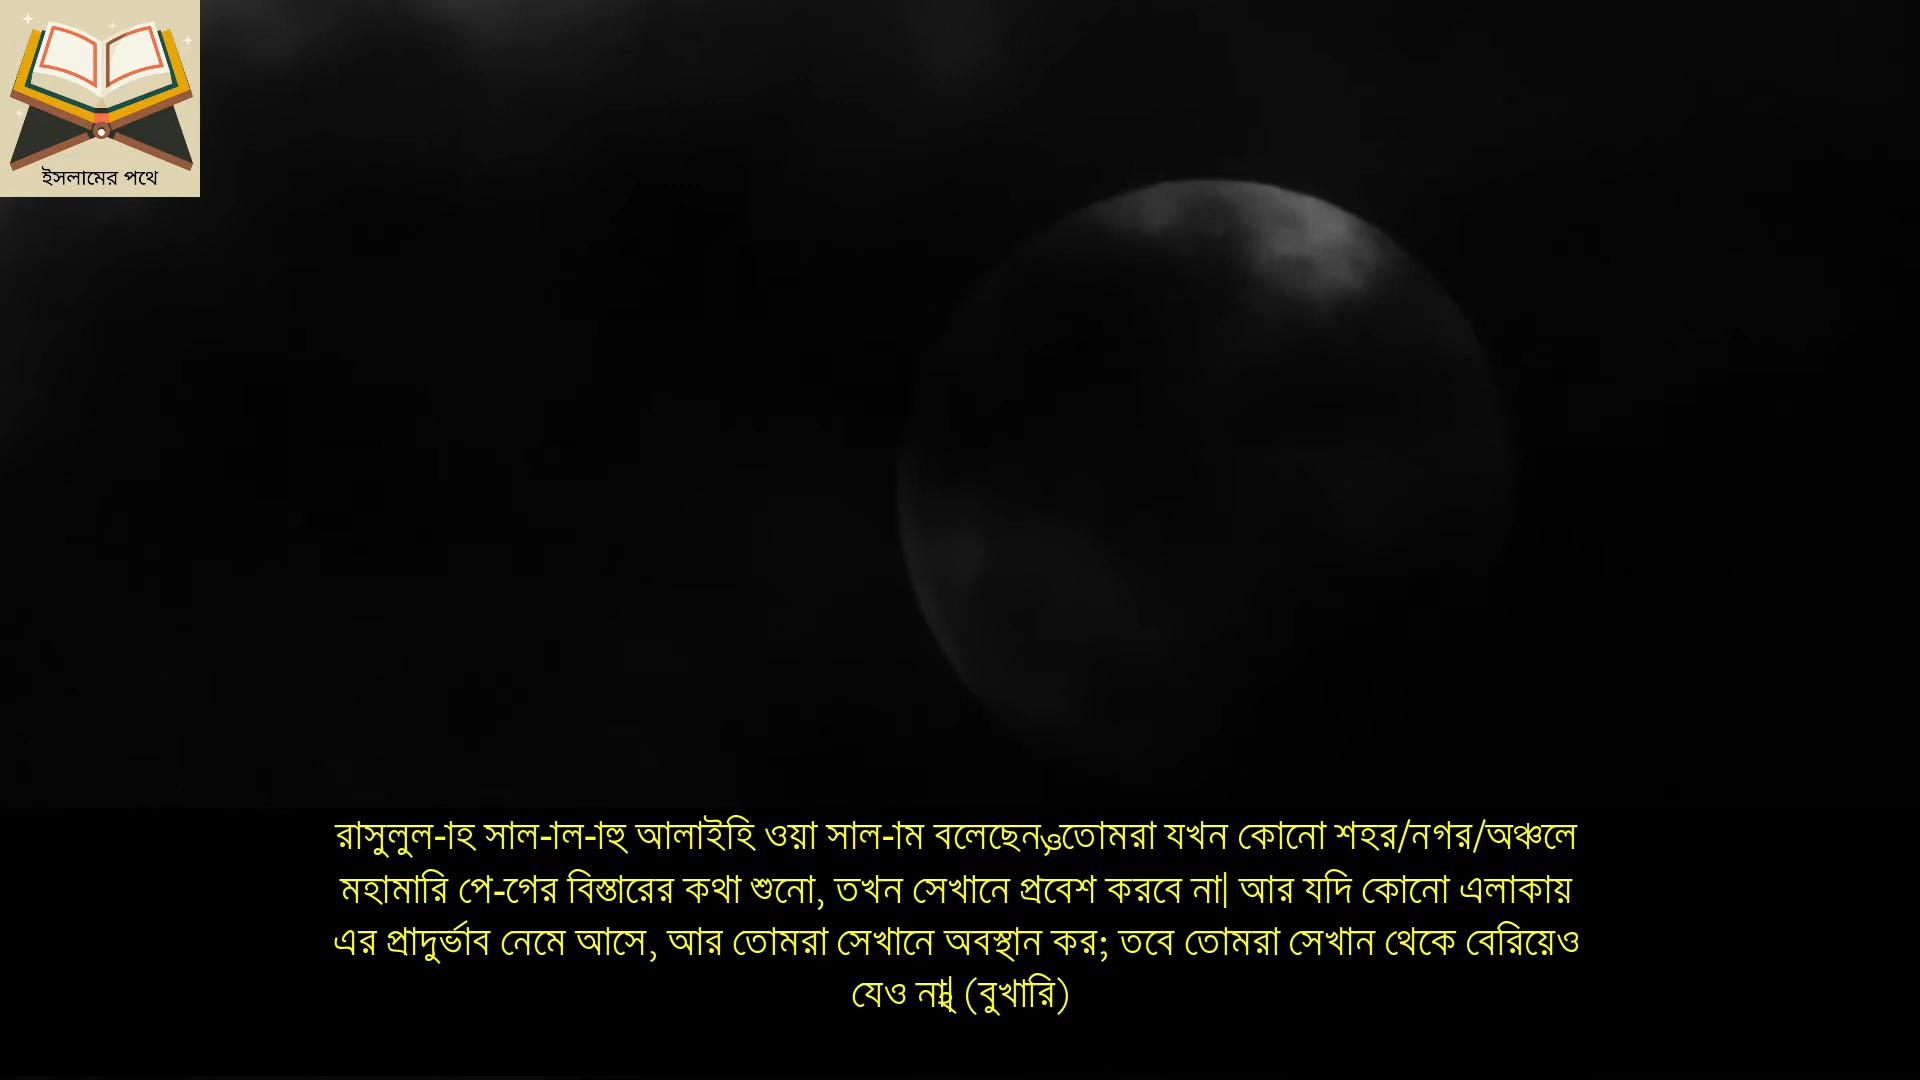 ইসলামের পথে
রাসুলুল-াহ সাল-াল-াহু আলাইহি ওয়া সাল-াম বলেছেন তোমরা যখন কোনো শহর/নগর/অঞ্চলে
মহামারি পে-গের বিস্তারের কথা শুনো, তখন সেখানে প্রবেশ করবে না| আর যদি কোনো এলাকায়
এর প্রাদুর্ভাব নেমে আসে, আর তোমরা সেখানে অবস্থান কর; তবে তোমরা সেখান থেকে বেরিয়েও
যেও (বুখারি)